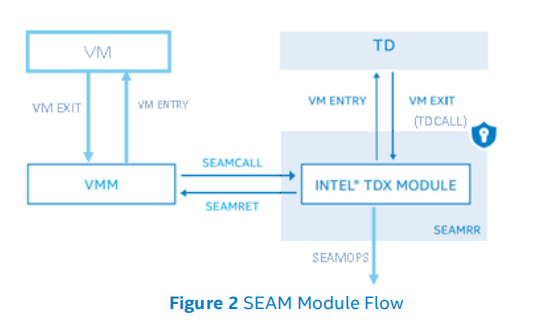 VM
TD
VM EXIT
VM ENTRY
VM ENTRY
VM EXIT
(TDCALL)
SEAMCALL
VMM
INTEL® TDX MODULE
SEAMRET
SEAMRR
SEAMOPS
Figure 2 SEAM Module Flow